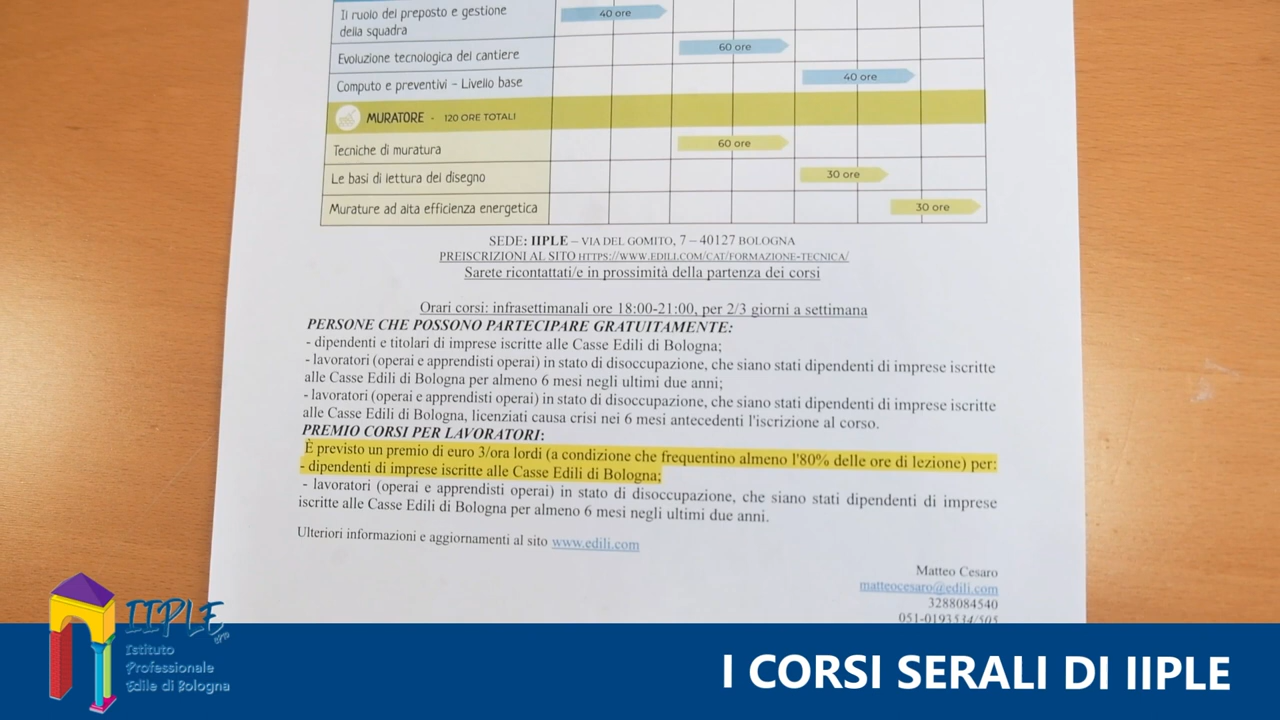 Il ruolo del preposto e gestione
della squadra
40 ore
Evoluzione tecnologica del cantiere
60 ore
Computo e preventivi – Livello base
40 ore
MURATORE - 120 ORE TOTALI
Tecniche di muratura
60 ore
Le basi di lettura del disegno
30 ore
Murature ad alta efficienza energetica
30 ore
SEDE: IIPLE – VIA DEL GOMITO, 7 – 40127 BOLOGNA
PREISCRIZIONI AL SITO HTTPS://WWW.EDILI.COM/CAT/FORMAZIONE-TECNICA/
Sarete ricontattati/e in prossimità della partenza dei corsi
Orari corsi: infrasettimanali ore 18:00-21:00, per 2/3 giorni a settimana
PERSONE CHE POSSONO PARTECIPARE GRATUITAMENTE:
- dipendenti e titolari di imprese iscritte alle Casse Edili di Bologna;
- lavoratori (operai e apprendisti operai) in stato di disoccupazione, che siano stati dipendenti di imprese iscritte
alle Casse Edili di Bologna per almeno 6 mesi negli ultimi due anni;
- lavoratori (operai e apprendisti operai) in stato di disoccupazione, che siano stati dipendenti di imprese iscritte
alle Casse Edili di Bologna, licenziati causa crisi nei 6 mesi antecedenti l'iscrizione al corso.
PREMIO CORSI PER LAVORATORI:
È previsto un premio di euro 3/ora lordi (a condizione che frequentino almeno l'80% delle ore di lezione) per:
- dipendenti di imprese iscritte alle Casse Edili di Bologna;
- lavoratori (operai e apprendisti operai) in stato di disoccupazione, che siano stati dipendenti di imprese
iscritte alle Casse Edili di Bologna per almeno 6 mesi negli ultimi due anni.
Ulteriori informazioni e aggiornamenti al sito www.edili.com
Matteo Cesaro
matteocesaro@edili.com
3288084540
051-0193534/505
IIPLE
Istituto
Professionale
Edile di Bologna
I CORSI SERALI DI IIPLE